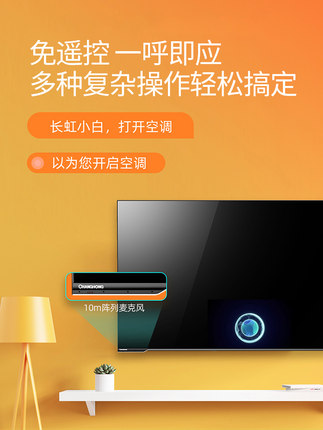 免遥控 一呼即应
多种复杂操作轻松搞定
长虹小白，打开空调
以为您开启空调
CHANGHONG
10m阵列麦克风